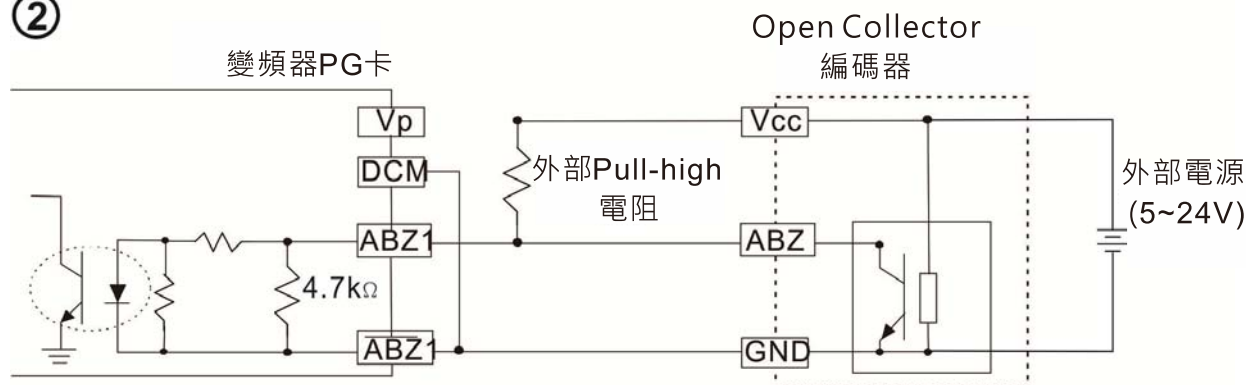 ②
Open Collector
編碼器
變頻器PG卡
Vp
Vcc
DCM
外部Pull-high
電阻
外部電源
(5~24V)
ABZ1
ABZ
4.7kΩ
A̅B̅Z̅1
GND